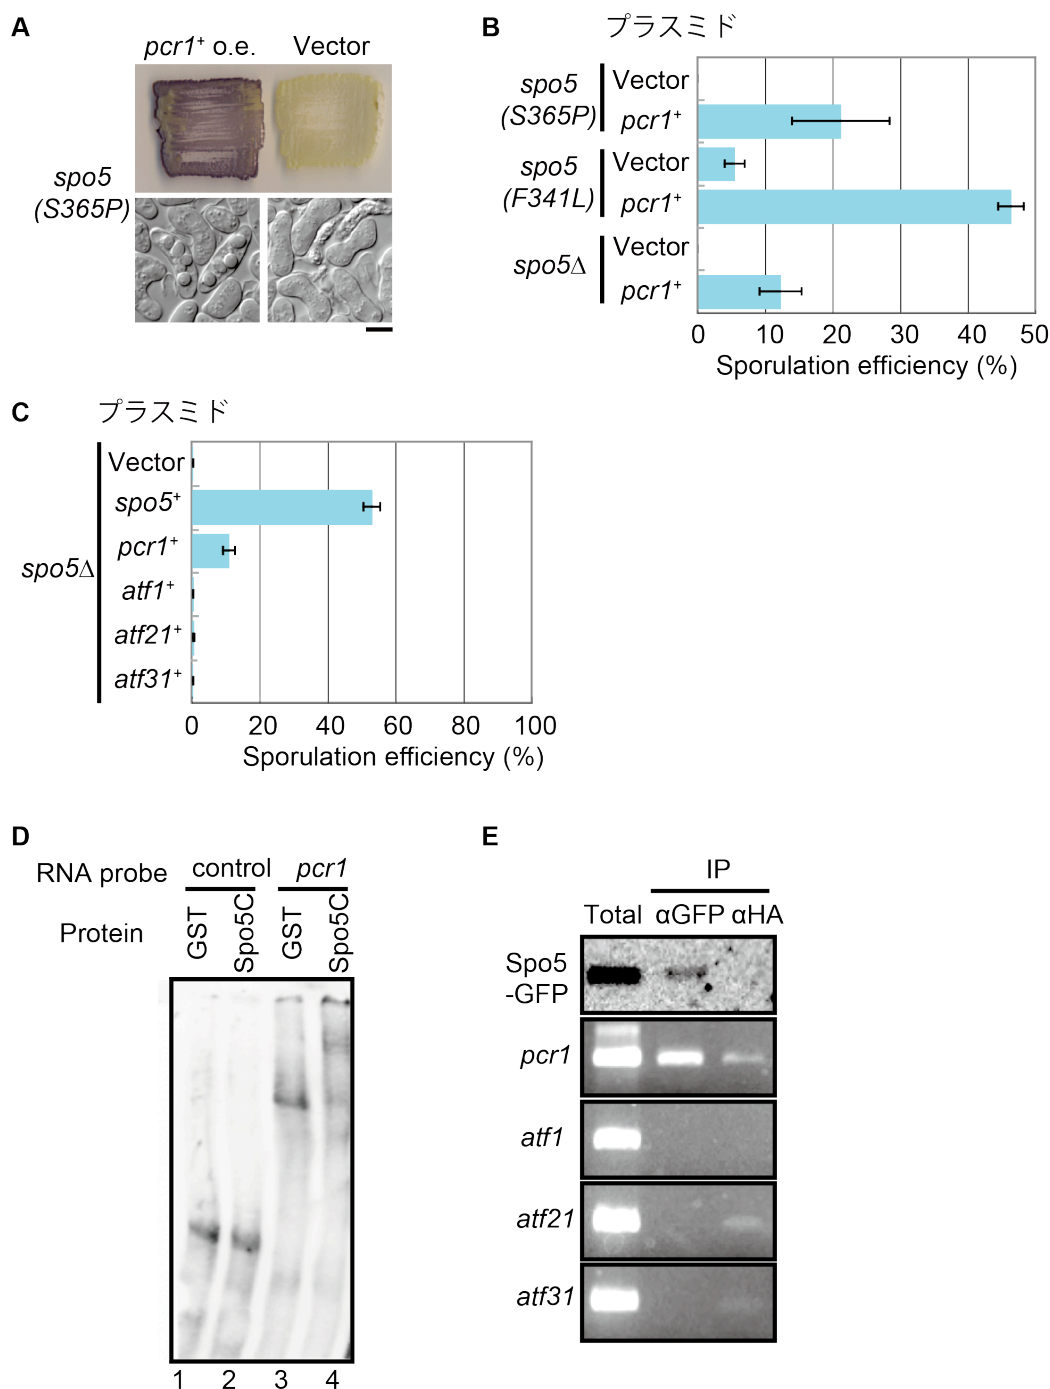 A
pcr1+ o.e. Vector
spo5
(S365P)
B
プラスミド
spo5
(S365P)
Vector
pcr1+
spo5
(F341L)
Vector
pcr1+
spo5Δ
Vector
pcr1+
0 10 20 30 40 50
Sporulation efficiency (%)
C
プラスミド
spo5Δ
Vector
spo5+
pcr1+
atf1+
atf21+
atf31+
0 20 40 60 80 100
Sporulation efficiency (%)
D
RNA probe control pcr1
Protein GST Spo5C GST Spo5C
1 2 3 4
E
IP
Total αGFP αHA
Spo5
-GFP
pcr1
atf1
atf21
atf31